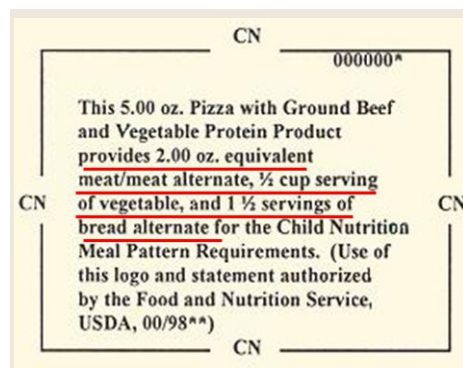 CN
000000*
This 5.00 oz. Pizza with Ground Beef
and Vegetable Protein Product
provides 2.00 oz. equivalent
meat/meat alternate, ½ cup serving
of vegetable, and 1 ½ servings of
bread alternate for the Child Nutrition
Meal Pattern Requirements. (Use of
this logo and statement authorized
by the Food and Nutrition Service,
USDA, 00/98**)
CN
CN
CN